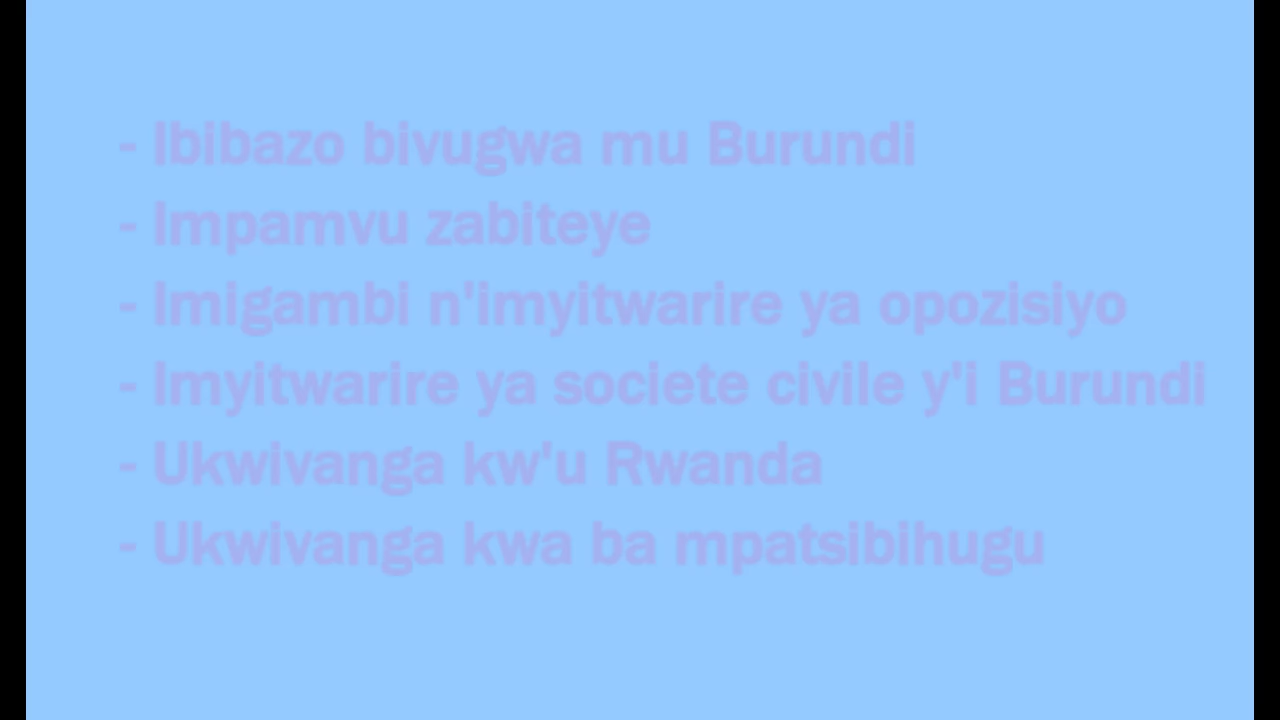 - Ibibazo bivugwa mu Burundi
- Impamvu zabiteye
- Imigambi n'imyitwarire ya opozisiyo
- Imyitwarire ya societe civile y'i Burundi
- Ukwivanga kw'u Rwanda
- Ukwivanga kwa ba mpatsibihugu